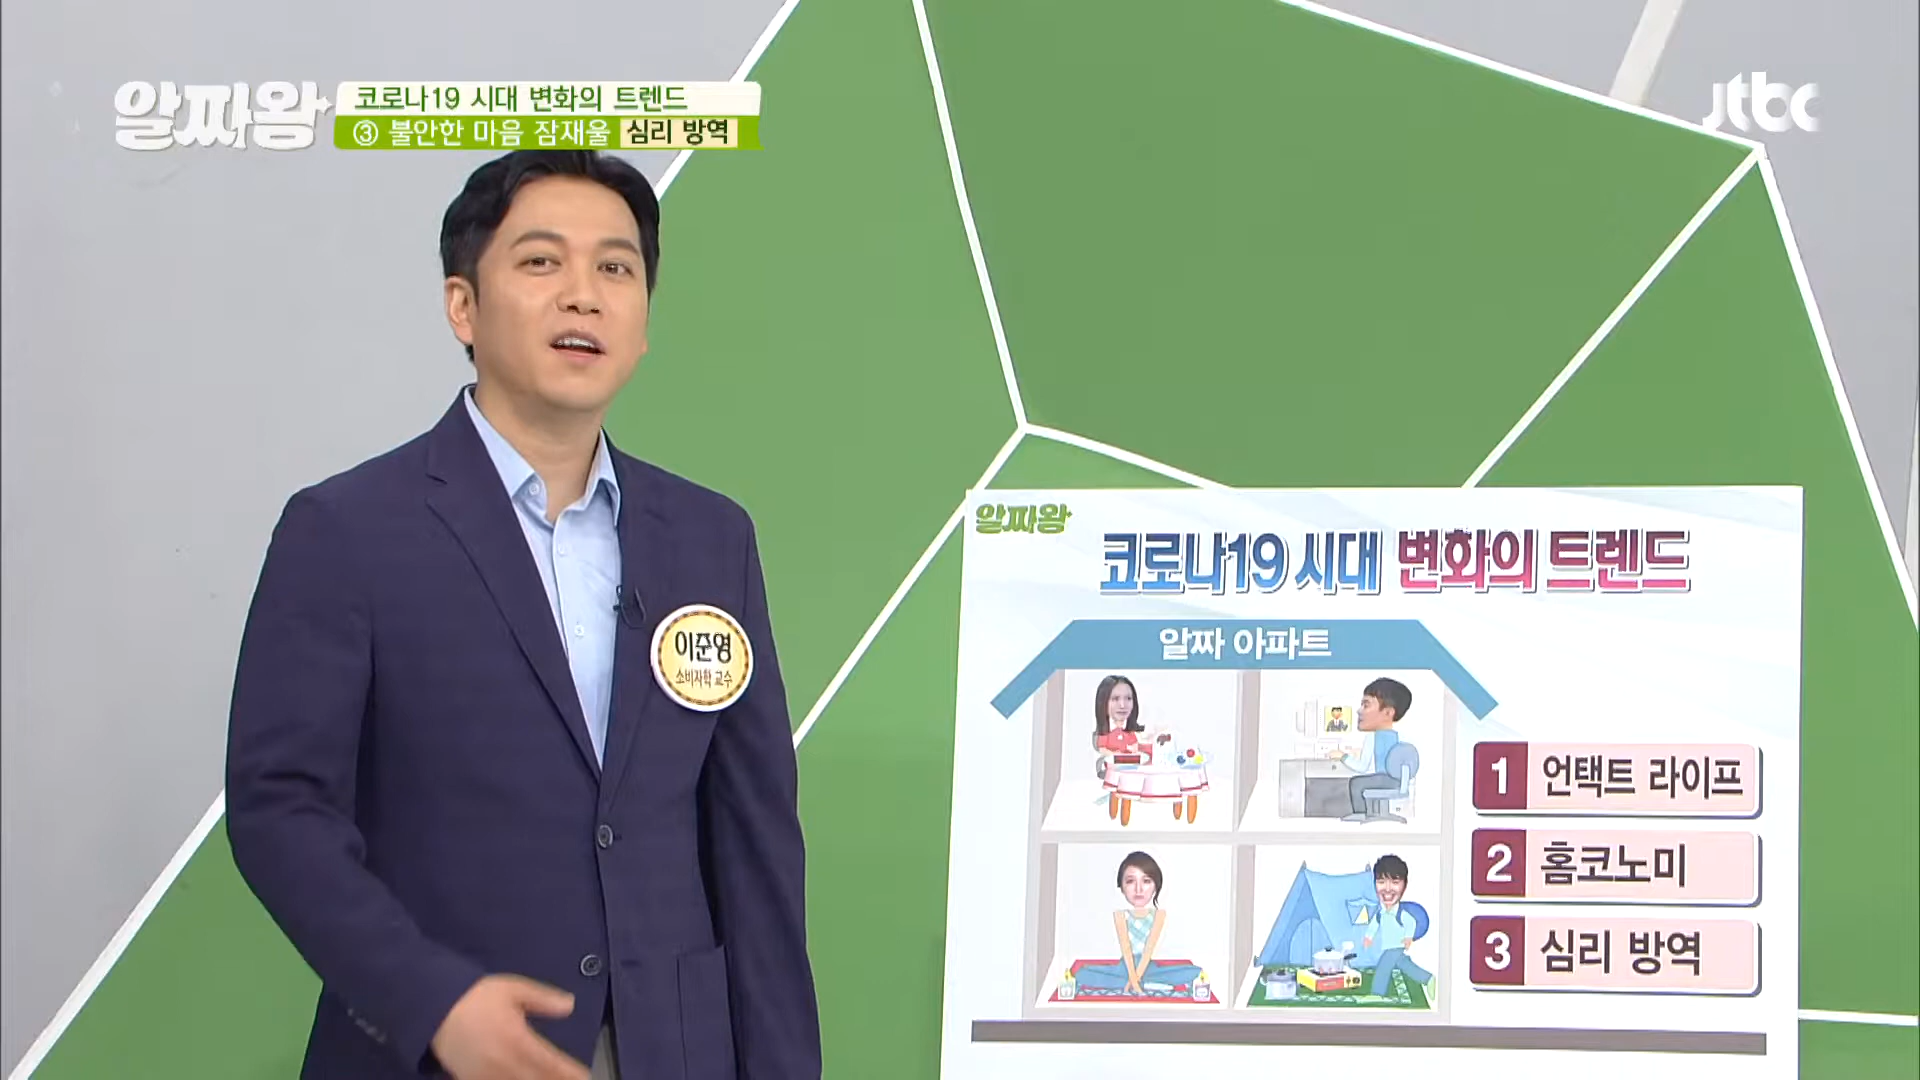 알짜왕
코로나19 시대 변화의 트렌드
③ 불안한 마음 잠재울 심리 방역
jtbc
이준영
소비자학 교수
알짜왕
코로나19 시대 변화의 트렌드
알짜 아파트
1 언택트 라이프
2 홈코노미
3 심리 방역